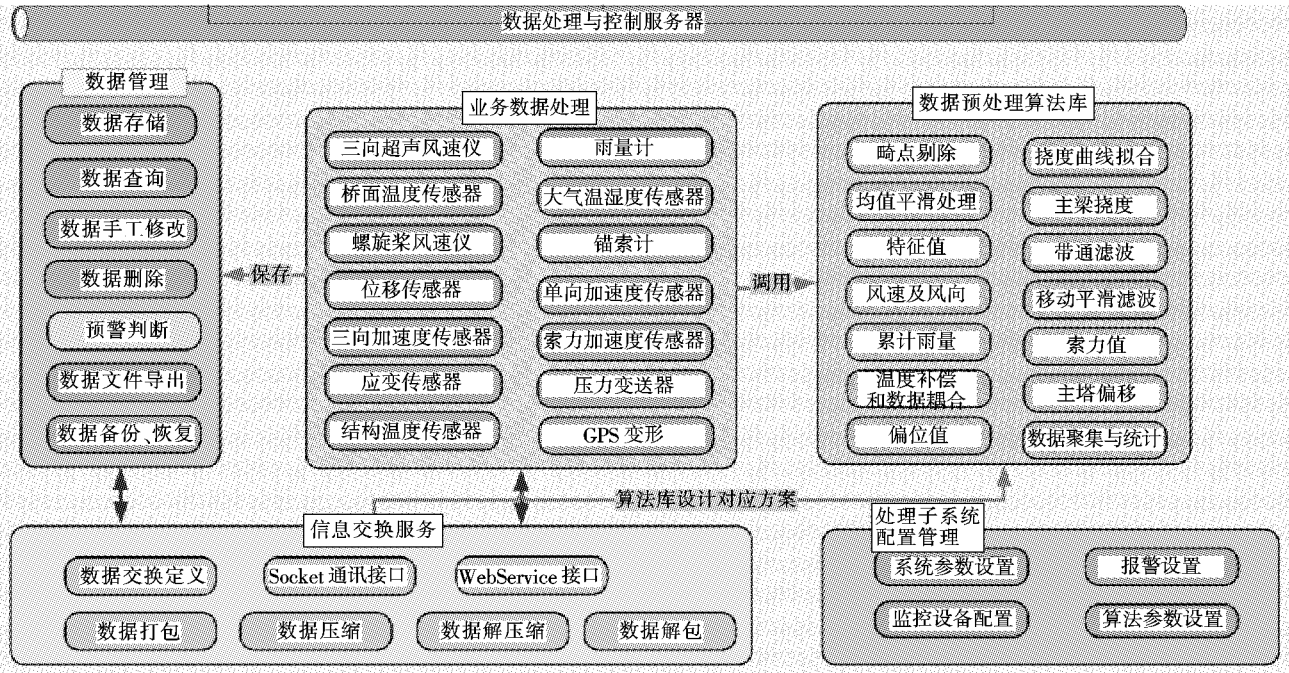 数据处理与控制服务器
数据管理
数据存储
数据查询
数据手工修改
数据删除
预警判断
数据文件导出
数据备份、恢复
保存
业务数据处理
三向超声风速仪
雨量计
桥面温度传感器
大气温湿度传感器
螺旋桨风速仪
锚索计
位移传感器
单向加速度传感器
三向加速度传感器
索力加速度传感器
应变传感器
压力变送器
结构温度传感器
GPS 变形
调用
数据预处理算法库
畸点剔除
挠度曲线拟合
均值平滑处理
主梁挠度
特征值
带通滤波
风速及风向
移动平滑滤波
累计雨量
索力值
温度补偿
和数据耦合
主塔偏移
偏位值
数据聚集与统计
算法库设计对应方案
信息交换服务
数据交换定义
Socket 通讯接口
WebService 接口
数据打包
数据压缩
数据解压缩
数据解包
处理子系统
配置管理
系统参数设置
报警设置
监控设备配置
算法参数设置